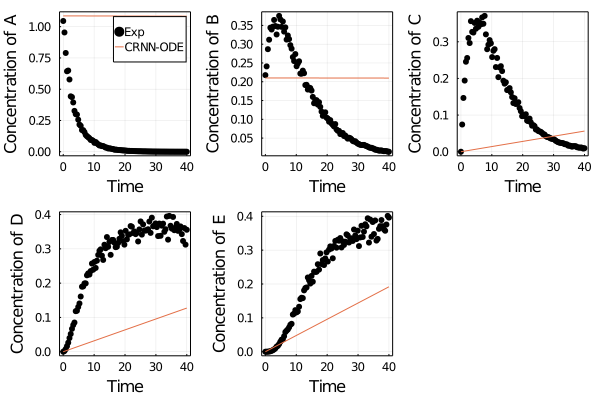 Concentration of A
1.00
0.75
0.50
0.25
0.00
0 10 20 30 40
Time
Exp
CRNN-ODE
Concentration of B
0.35
0.30
0.25
0.20
0.15
0.10
0.05
0 10 20 30 40
Time
Concentration of C
0.3
0.2
0.1
0.0
0 10 20 30 40
Time
Concentration of D
0.4
0.3
0.2
0.1
0.0
0 10 20 30 40
Time
Concentration of E
0.4
0.3
0.2
0.1
0.0
0 10 20 30 40
Time